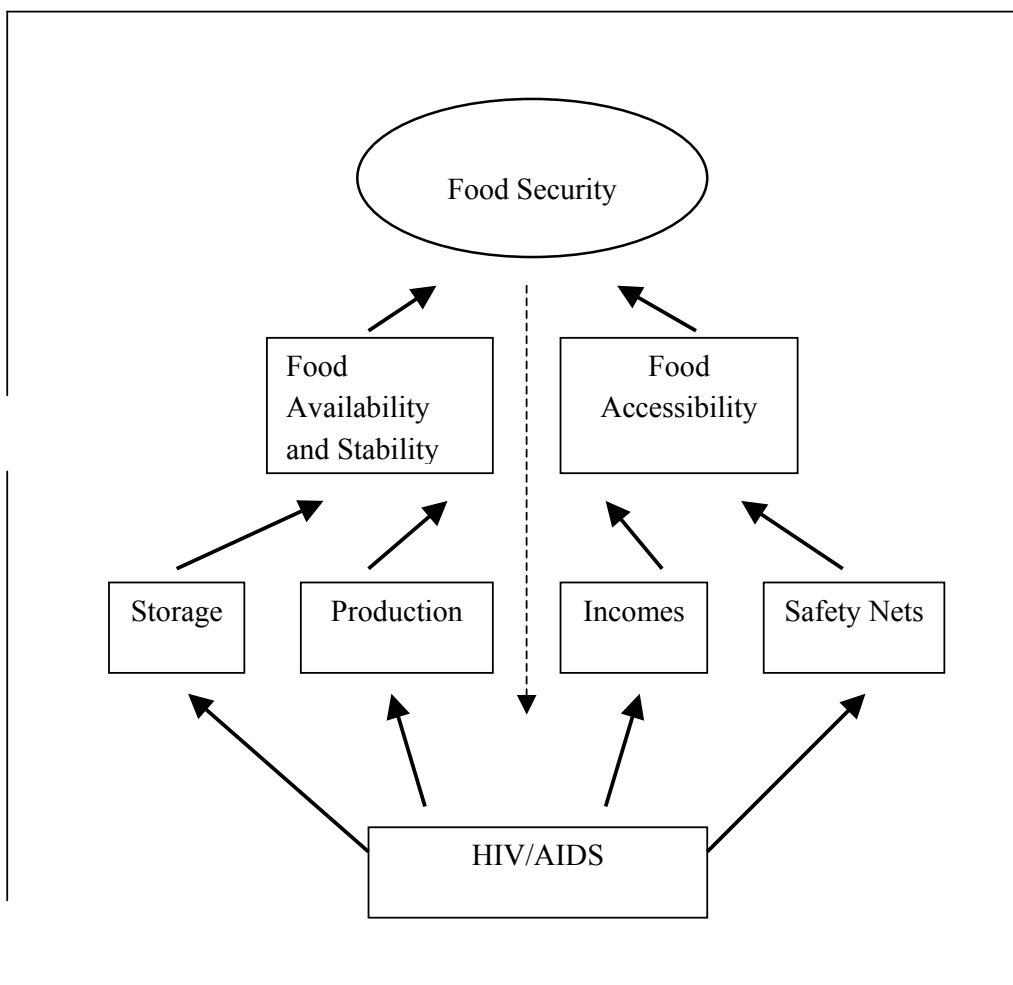 Food Security
Food
Availability
and Stability
Food
Accessibility
Storage
Production
Incomes
Safety Nets
HIV/AIDS